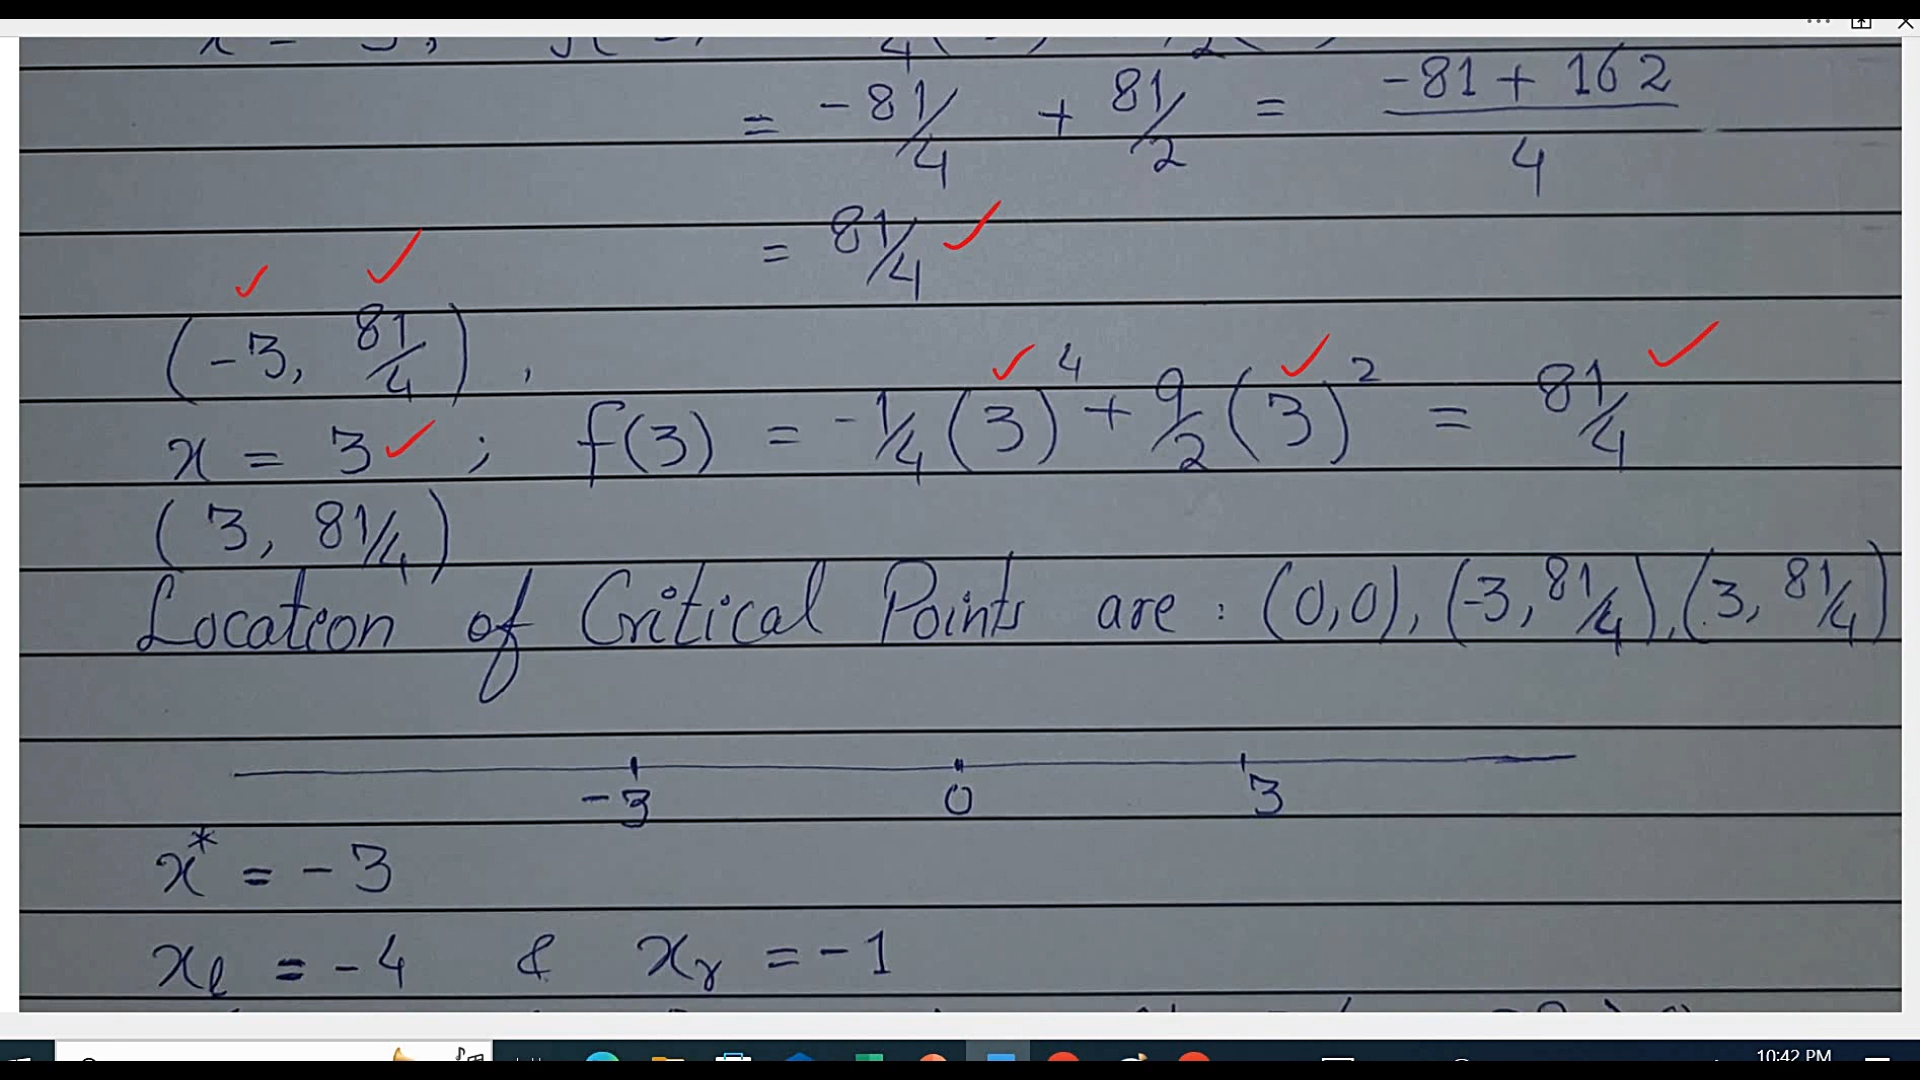 = -81/4 + 81/2 = (-81 + 162)/4
= 81/4
(-3, 81/4),
x = 3 ; f(3) = -1/4 (3)^4 + 9/2 (3)^2 = 81/4
(3, 81/4)
Location of Critical Points are : (0,0), (-3, 81/4), (3, 81/4)
-3 0 3
x* = -3
xl = -4 & xr = -1
10:42 PM